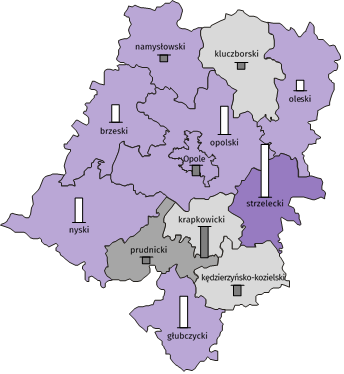 namysłowski
kluczborski
oleski
brzeski
opolski
Opole
strzelecki
nyski
krapkowicki
prudnicki
kędzierzyńsko-kozielski
głubczycki